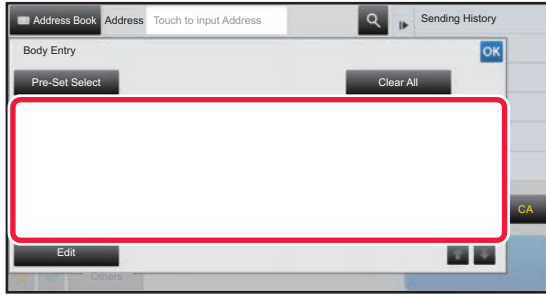 Address Book Address Touch to input Address Sending History
Body Entry OK
Pre-Set Select Clear All
CA
Edit
Others